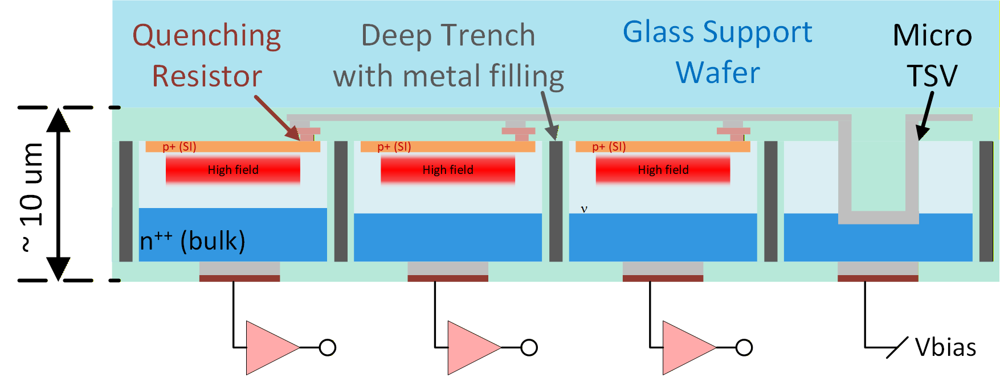 Quenching
Resistor
Deep Trench
with metal filling
Glass Support
Wafer
Micro
TSV
~ 10 um
p+ (SI)
p+ (SI)
p+ (SI)
High field
High field
High field
ν
n++ (bulk)
Vbias